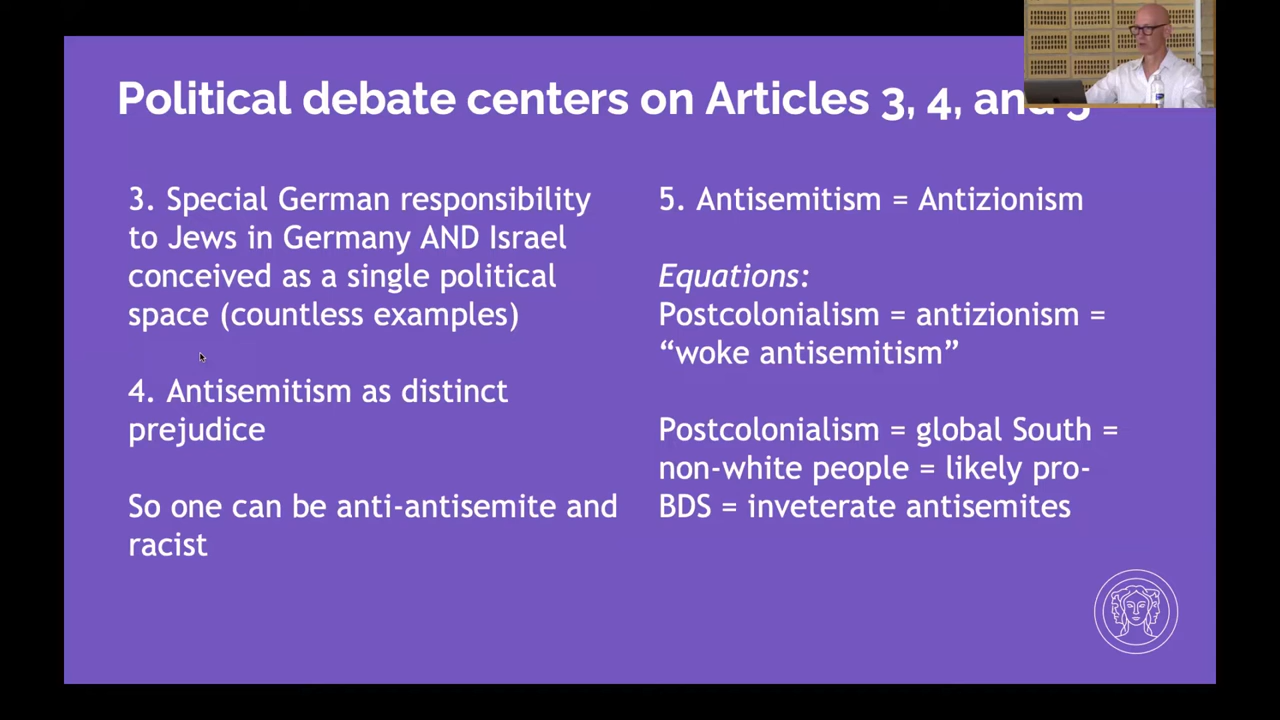 Political debate centers on Articles 3, 4, and 5
3. Special German responsibility
to Jews in Germany AND Israel
conceived as a single political
space (countless examples)
4. Antisemitism as distinct
prejudice
So one can be anti-antisemite and
racist
5. Antisemitism = Antizionism
Equations:
Postcolonialism = antizionism =
“woke antisemitism”
Postcolonialism = global South =
non-white people = likely pro-
BDS = inveterate antisemites